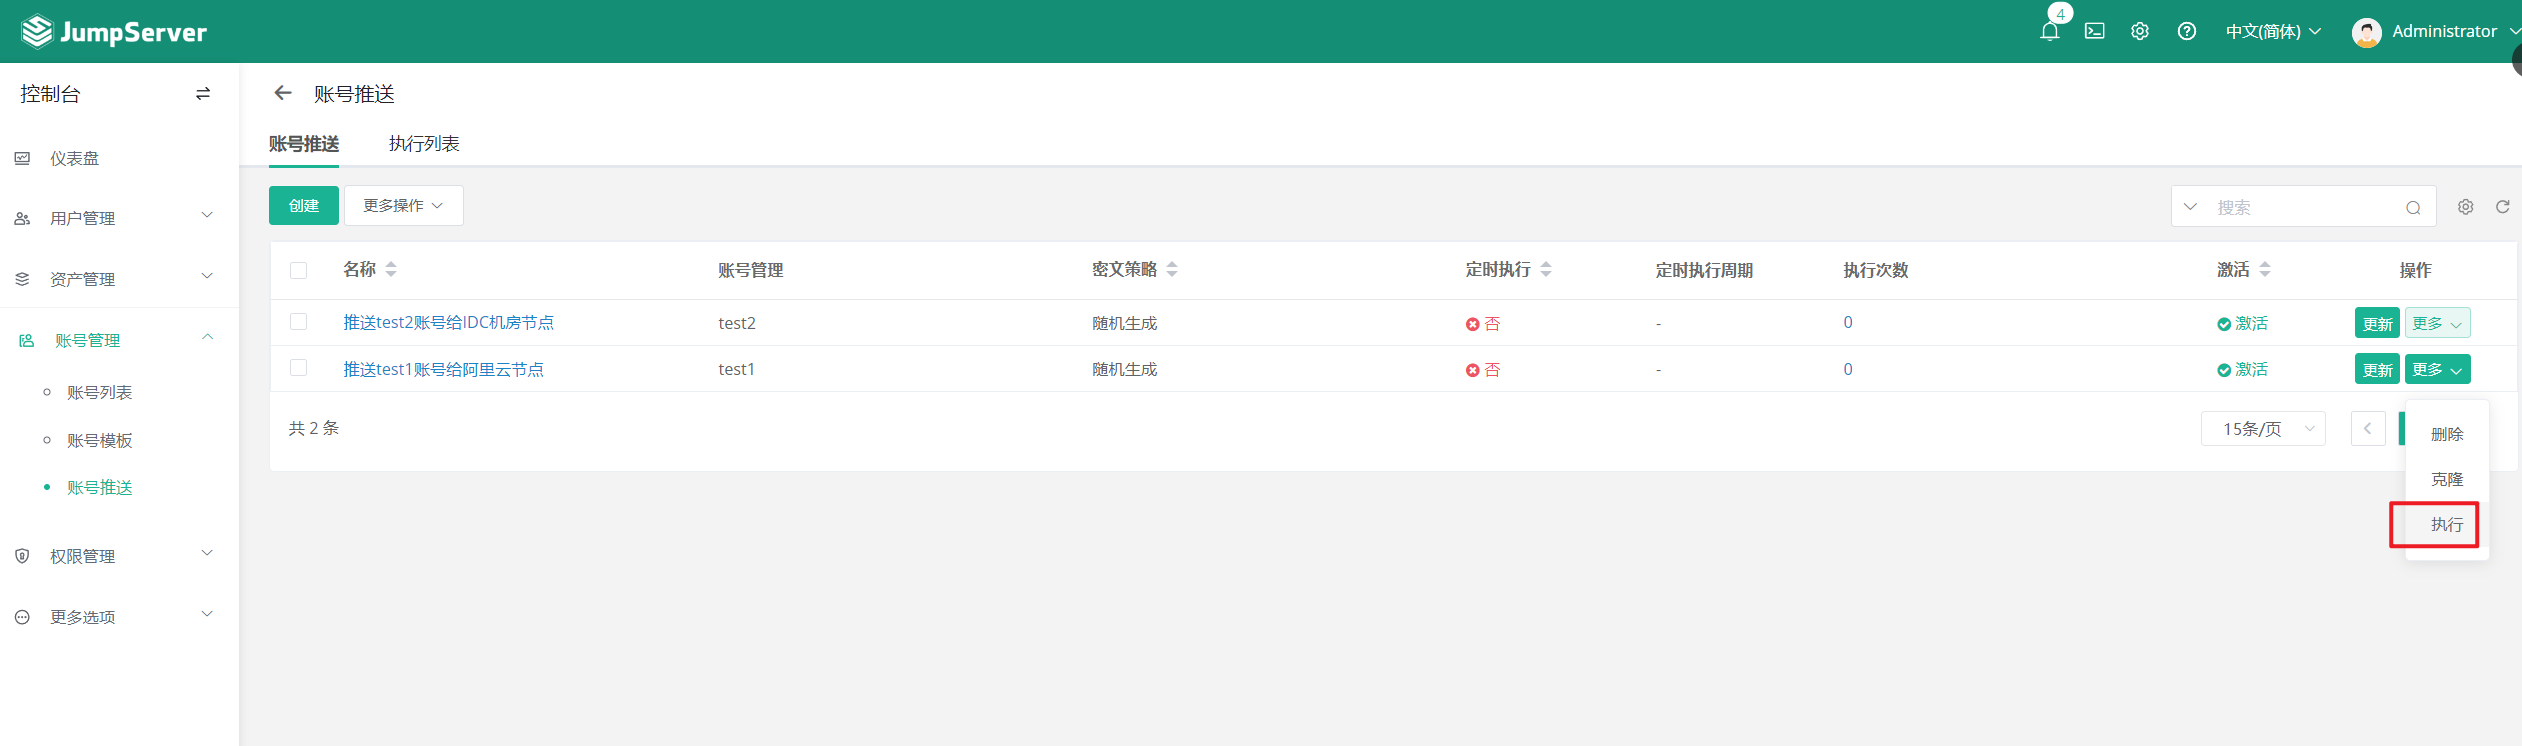 JumpServer
4
中文(简体)
Administrator
控制台
仪表盘
用户管理
资产管理
账号管理
账号列表
账号模板
账号推送
权限管理
更多选项
账号推送
账号推送 执行列表
创建 更多操作
搜索
名称 账号管理 密文策略 定时执行 定时执行周期 执行次数 激活 操作
推送test2账号给IDC机房节点 test2 随机生成 否 - 0 激活 更新 更多
推送test1账号给阿里云节点 test1 随机生成 否 - 0 激活 更新 更多
共 2 条
15条/页
删除
克隆
执行